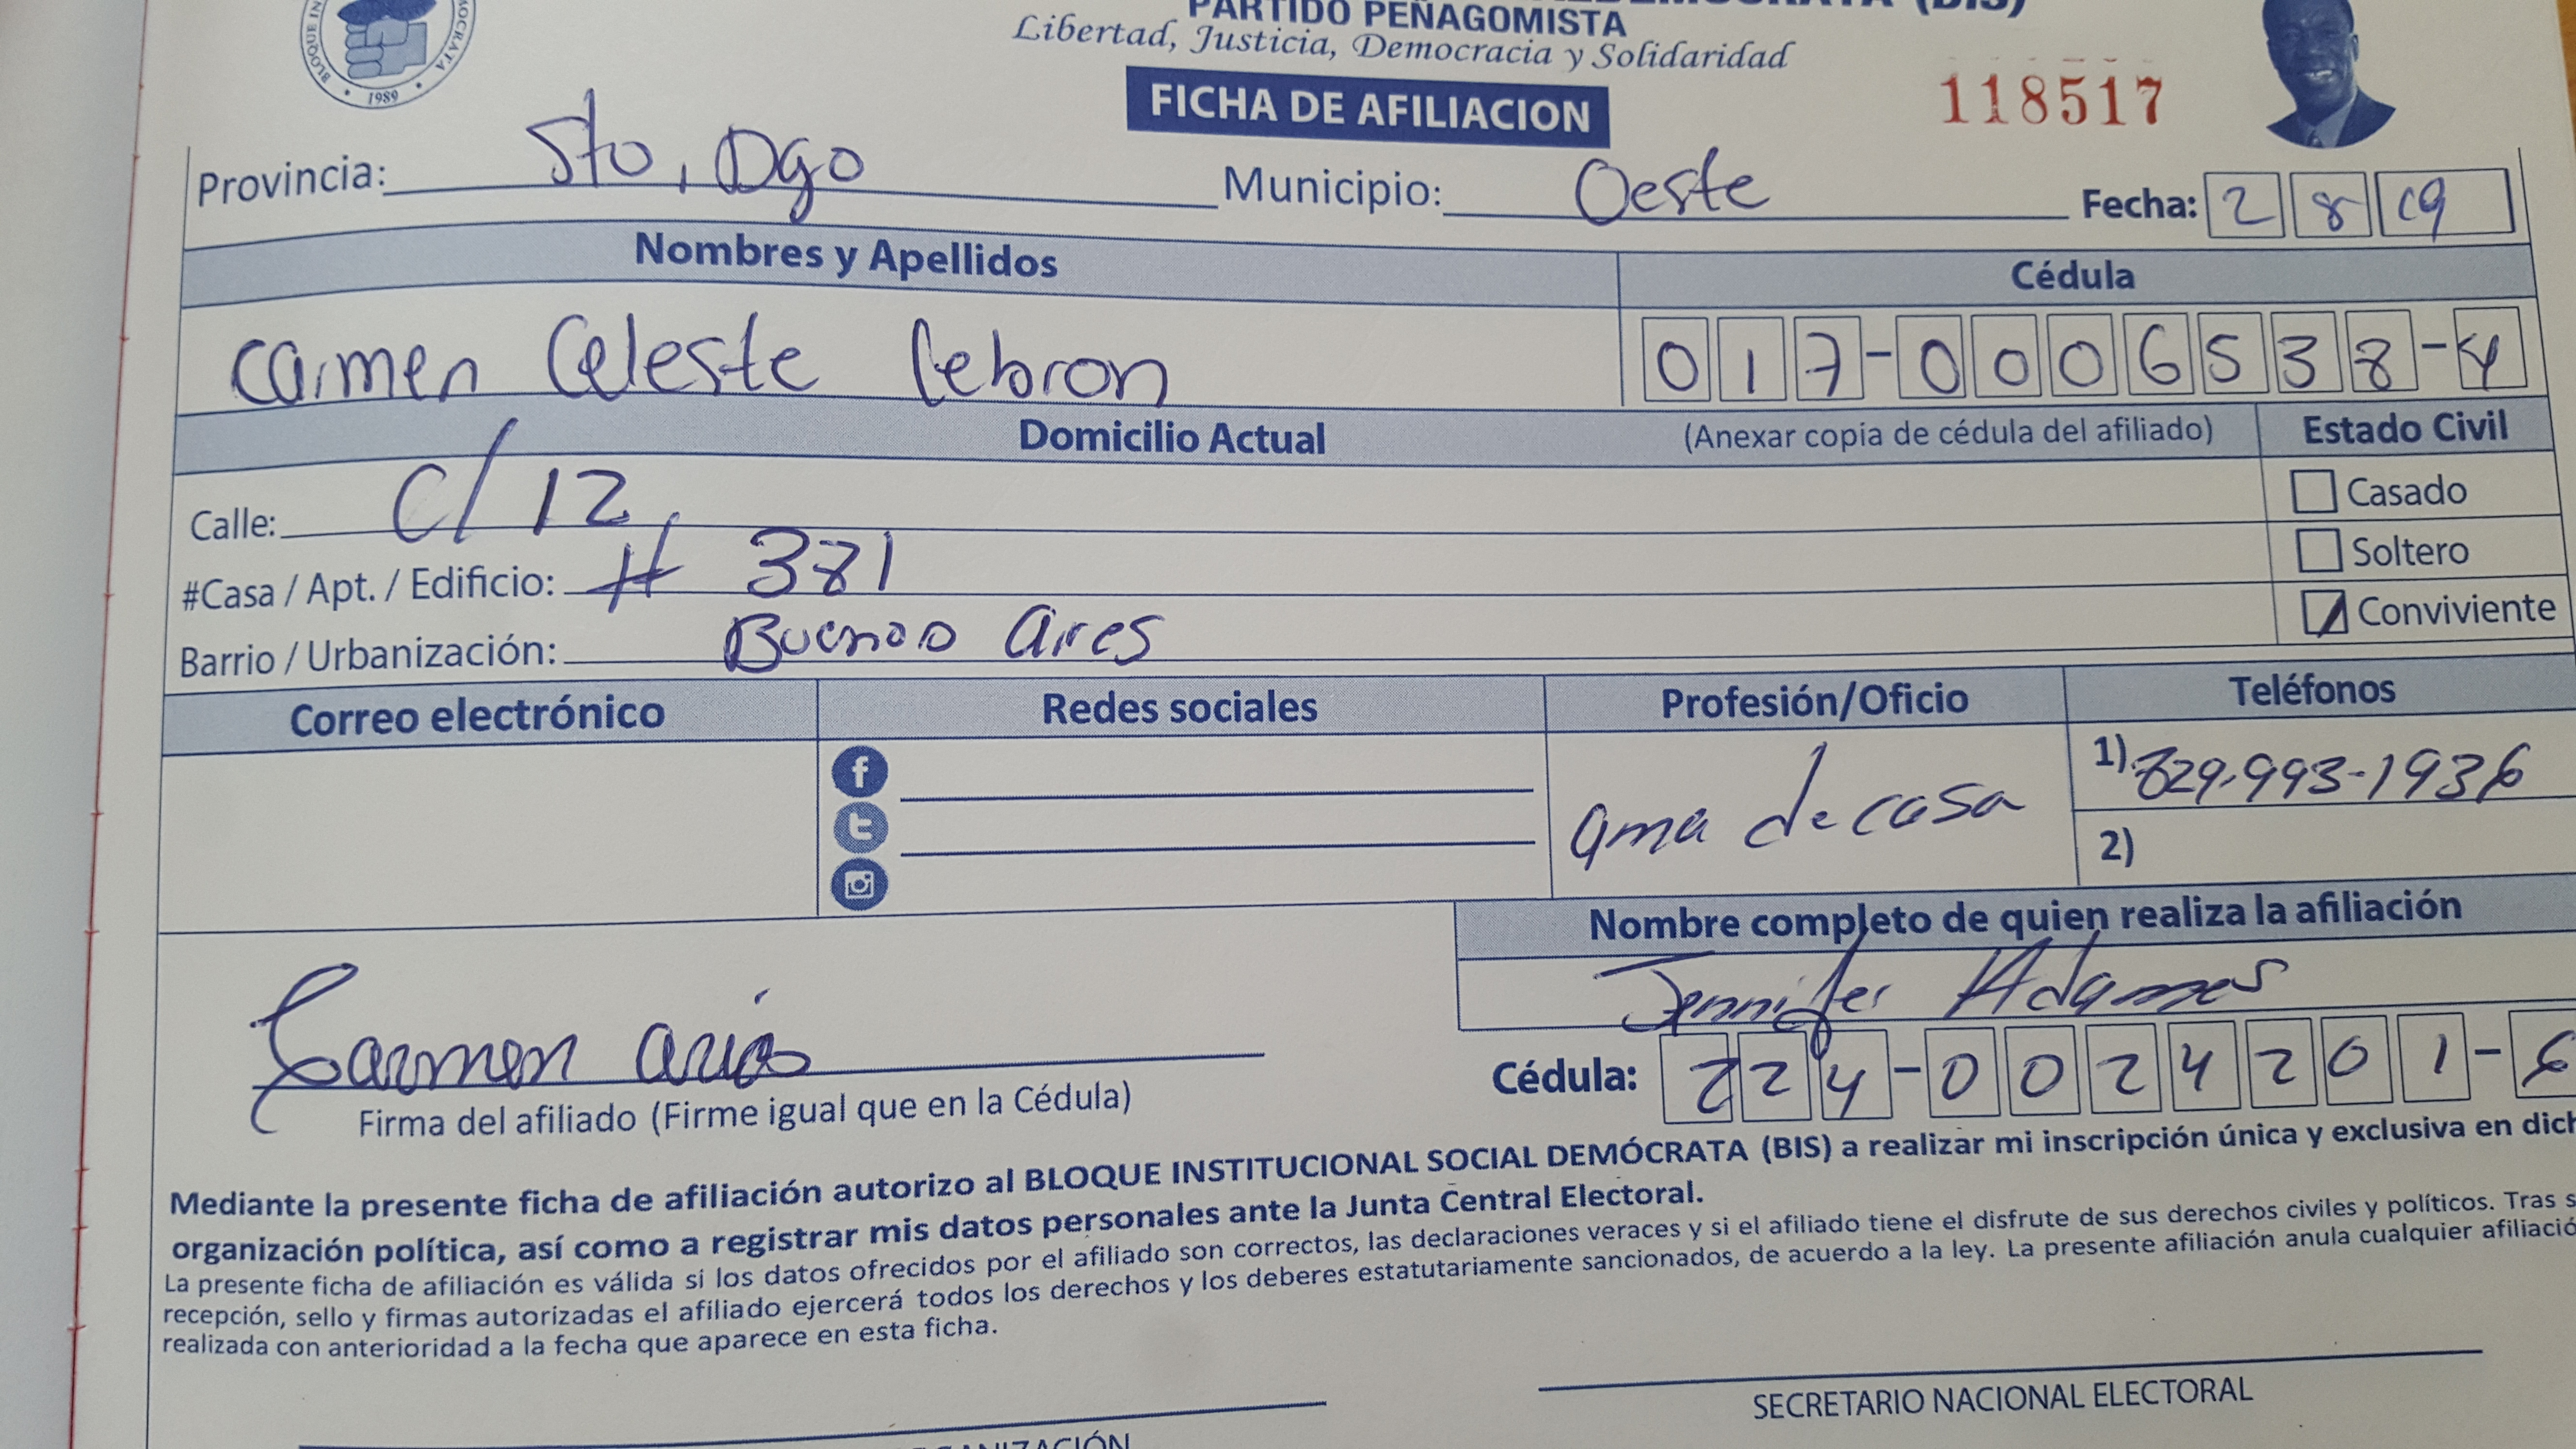 BLOQUE IN
MOCRATA
1989
(BIS)
PARTIDO PEÑAGOMISTA
Libertad, Justicia, Democracia y Solidaridad
FICHA DE AFILIACION
118517
Provincia: Sto, Dgo Municipio: Oeste Fecha: 2 8 19
Nombres y Apellidos Cédula
Carmen Celeste Lebron 017-0006538-4
Domicilio Actual (Anexar copia de cédula del afiliado) Estado Civil
Calle: C/ 12, Casado
#Casa / Apt. / Edificio: # 381 Soltero
Barrio / Urbanización: Buenos Aires Conviviente
Correo electrónico Redes sociales Profesión/Oficio Teléfonos
ama de casa 1) 829-993-1936
2)
Nombre completo de quien realiza la afiliación
Jennifer Adames
Carmen arias Cédula: 224-0024201-6
Firma del afiliado (Firme igual que en la Cédula)
Mediante la presente ficha de afiliación autorizo al BLOQUE INSTITUCIONAL SOCIAL DEMÓCRATA (BIS) a realizar mi inscripción única y exclusiva en dich
organización política, así como a registrar mis datos personales ante la Junta Central Electoral.
La presente ficha de afiliación es válida si los datos ofrecidos por el afiliado son correctos, las declaraciones veraces y si el afiliado tiene el disfrute de sus derechos civiles y políticos. Tras s
recepción, sello y firmas autorizadas el afiliado ejercerá todos los derechos y los deberes estatutariamente sancionados, de acuerdo a la ley. La presente afiliación anula cualquier afiliació
realizada con anterioridad a la fecha que aparece en esta ficha.
SECRETARIO NACIONAL ELECTORAL